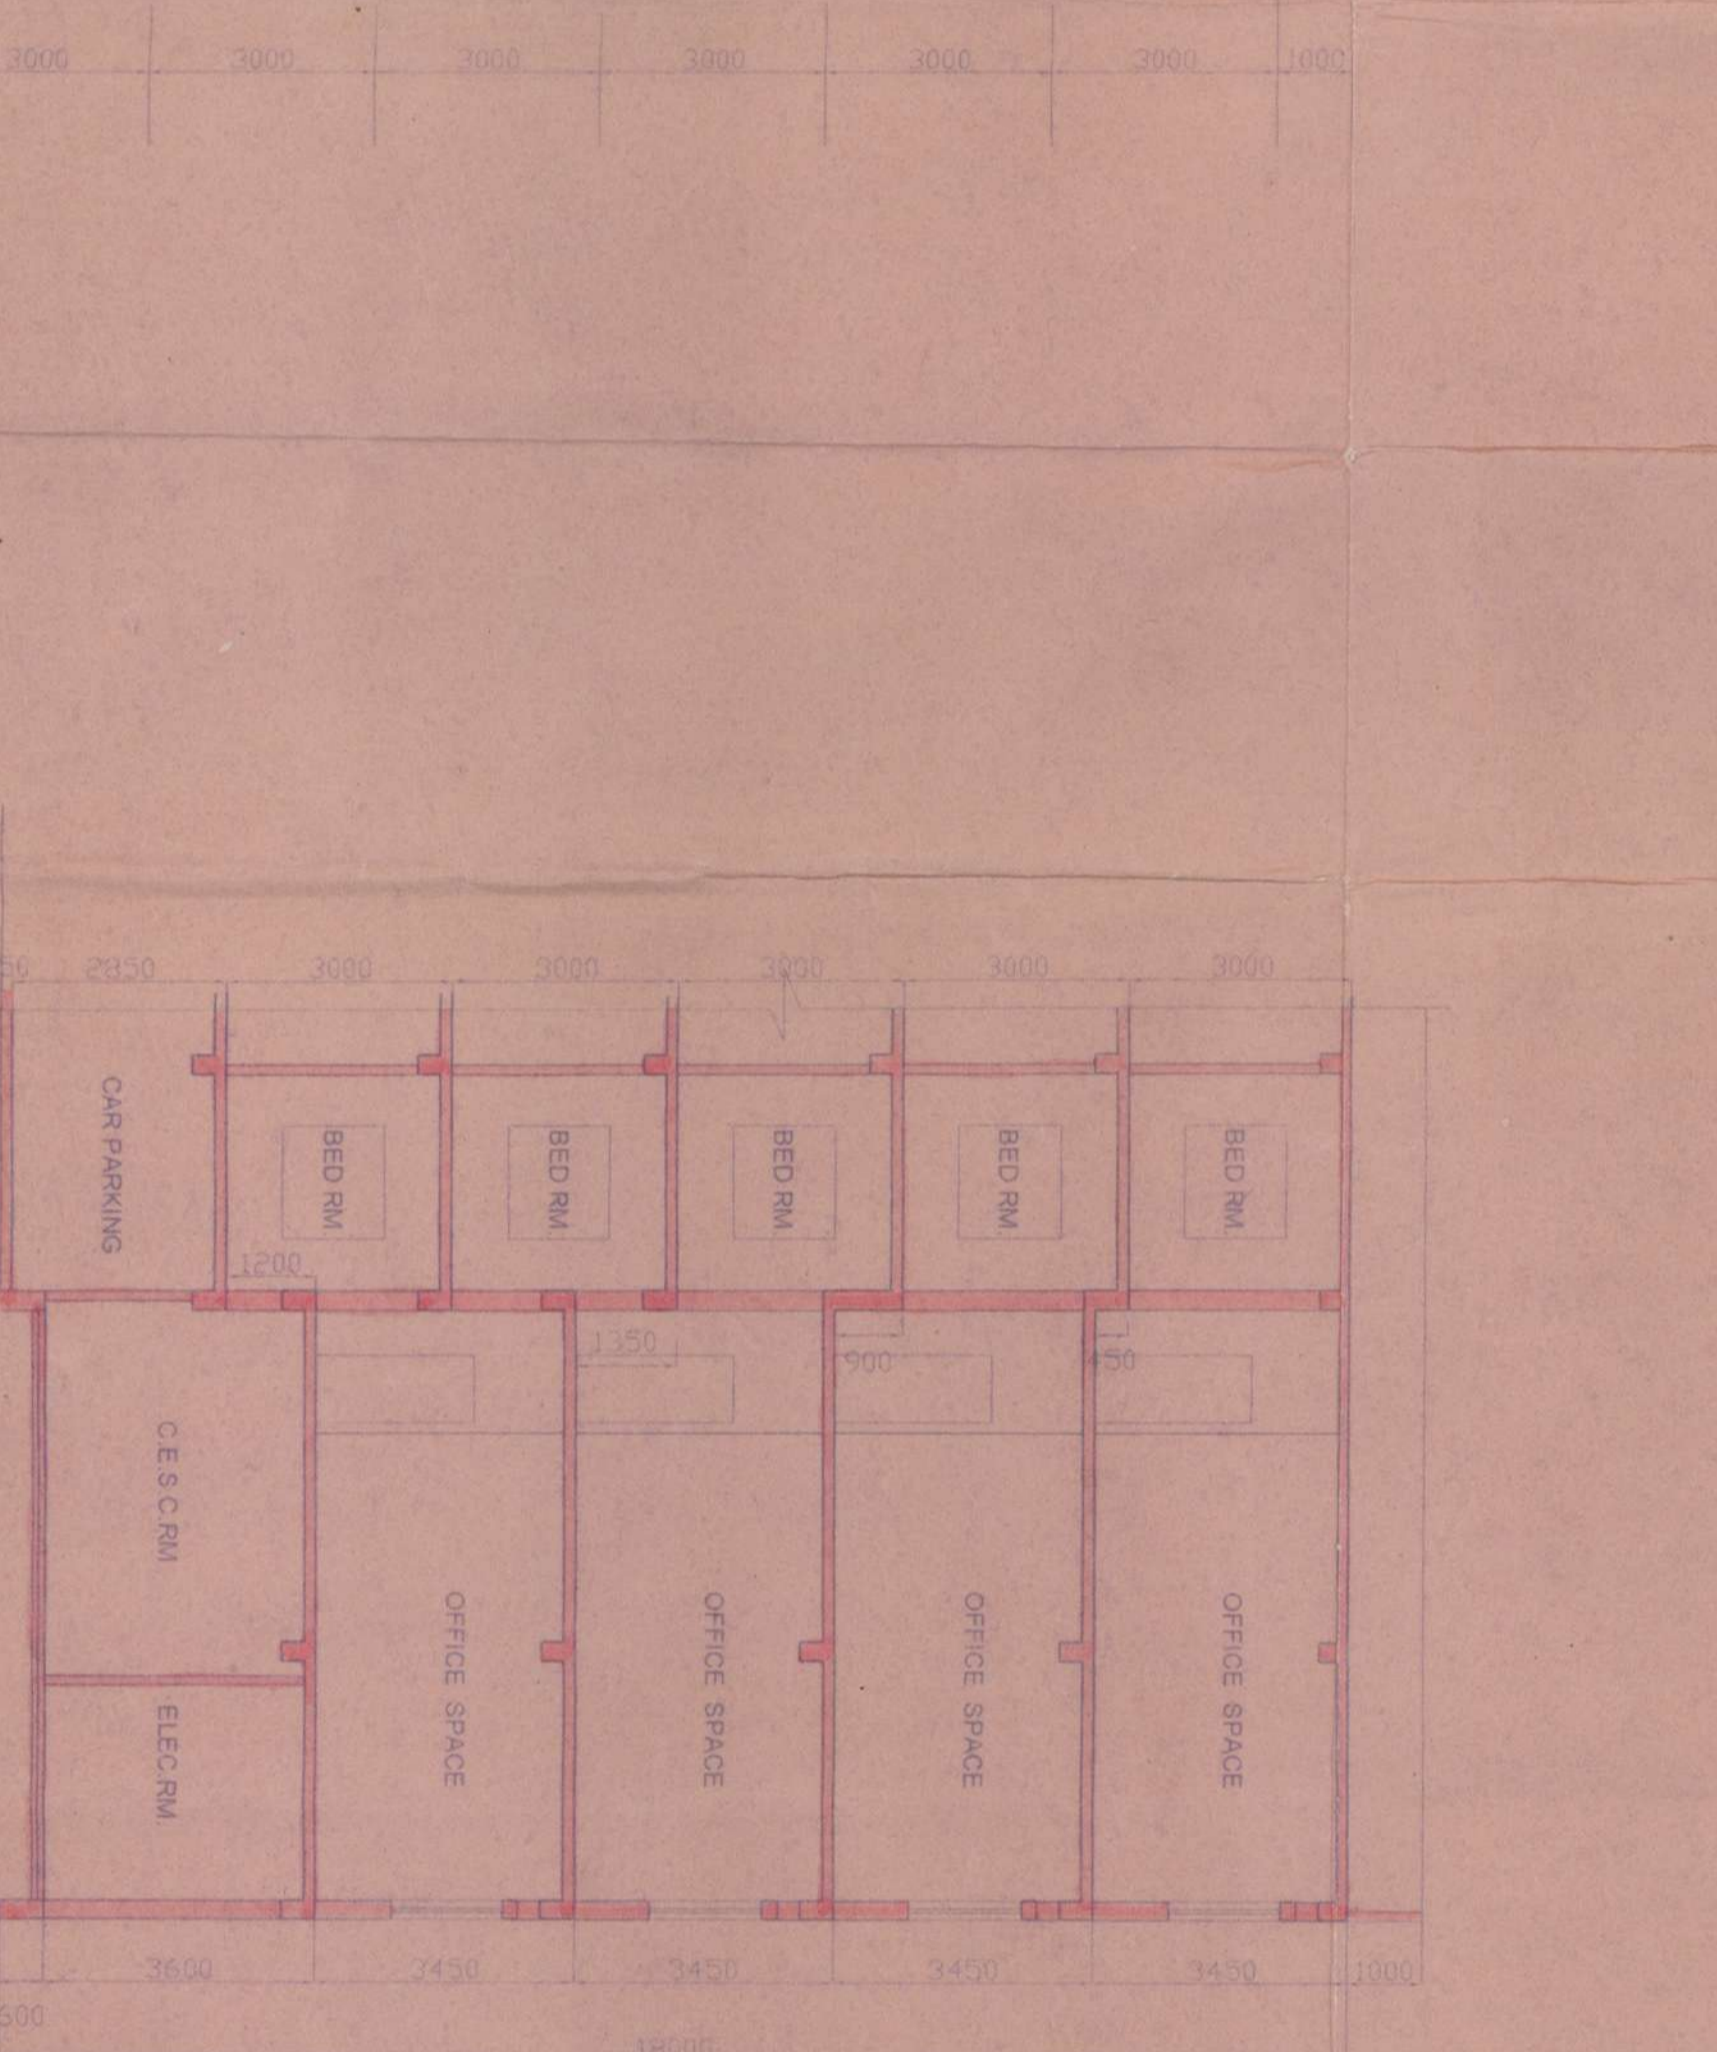 3000 3000 3000 3000 3000 3000 1000
50 2850 3000 3000 3000 3000 3000
CAR PARKING
BED RM.
BED RM.
BED RM.
BED RM.
BED RM.
1200
1350
900
450
C.E.S.C.RM.
OFFICE SPACE
OFFICE SPACE
OFFICE SPACE
OFFICE SPACE
ELEC.RM.
3600 3450 3450 3450 3450 1000
600
18000